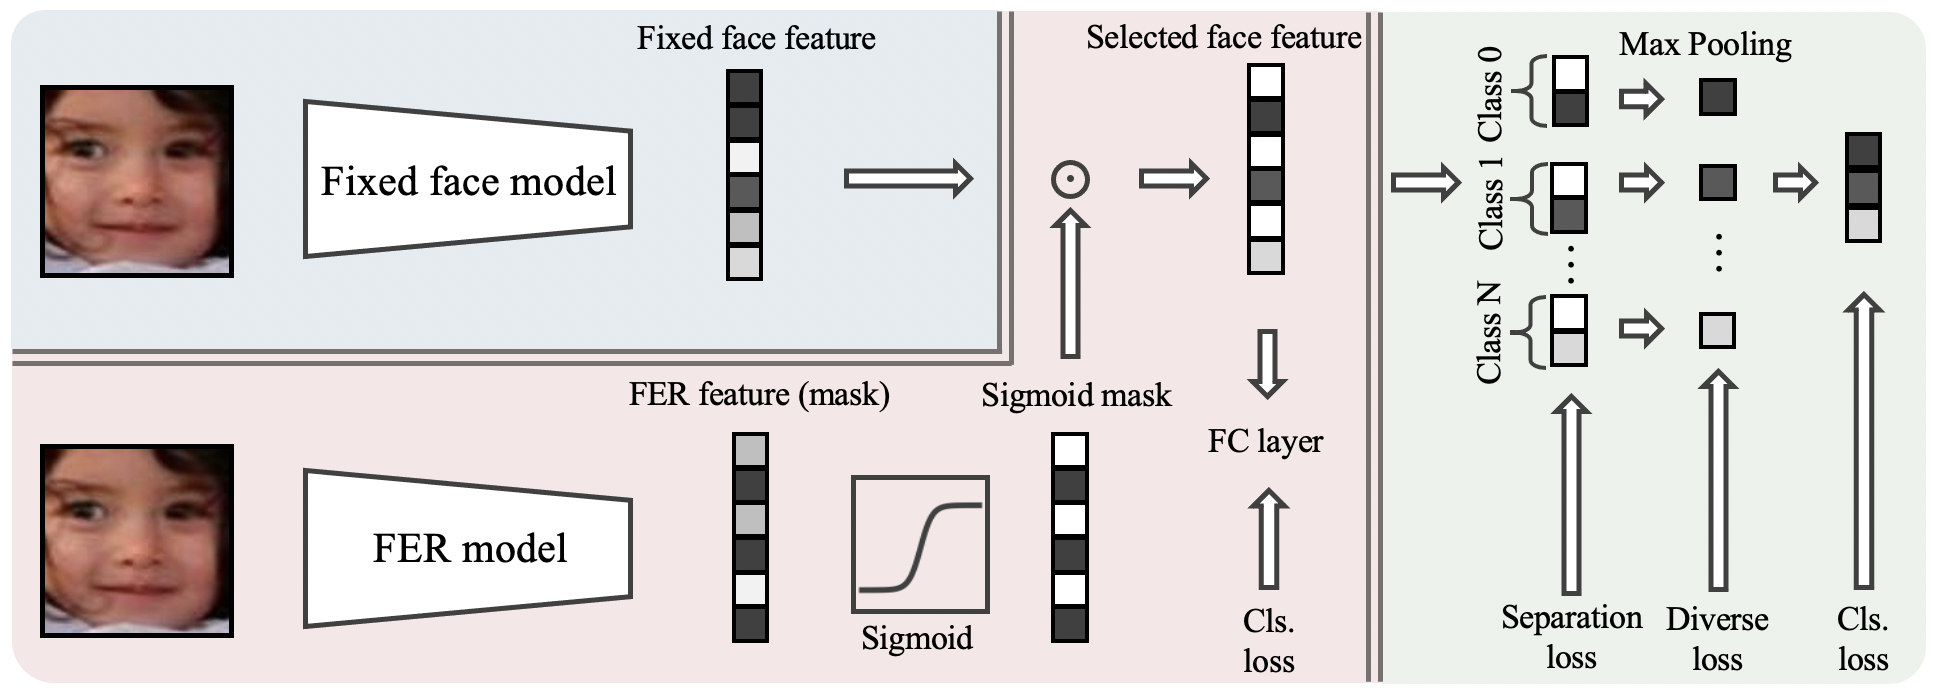 Fixed face feature
Fixed face model
Selected face feature
Class 0
Class 1
Class N
Max Pooling
FER feature (mask)
Sigmoid mask
FER model
Sigmoid
FC layer
Cls.
loss
Separation
loss
Diverse
loss
Cls.
loss